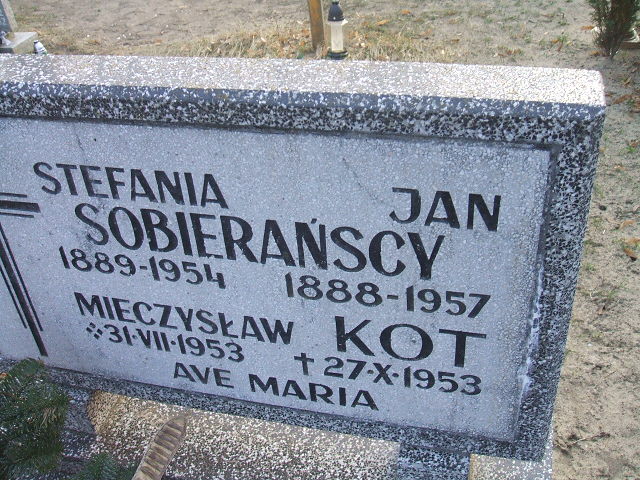 STEFANIA JAN
SOBIERAŃSCY
1889-1954 1888-1957
MIECZYSŁAW KOT
※31·VII·1953 †27·X·1953
AVE MARIA